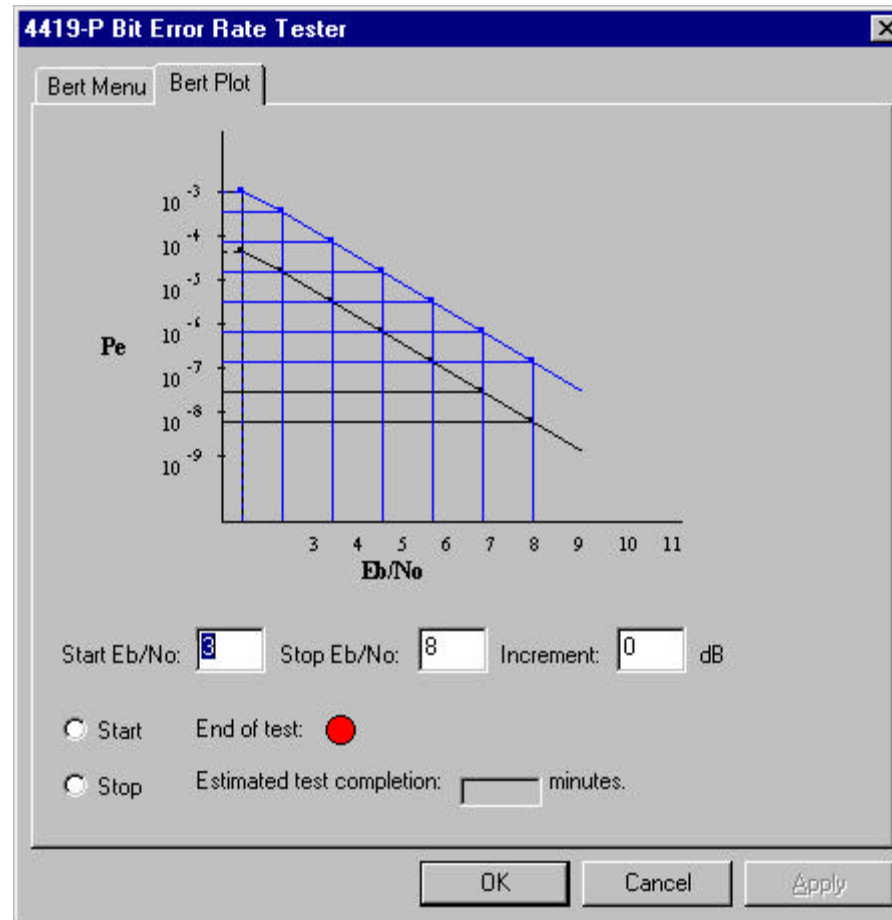 4419-P Bit Error Rate Tester
Bert Menu Bert Plot
10 -3
10 -4
10 -5
10 -6
Pe
10 -7
10 -7
10 -8
10 -9
3 4 5 6 7 8 9 10 11
Eb/No
Start Eb/No: 3 Stop Eb/No: 8 Increment: 0 dB
Start End of test:
Stop Estimated test completion: minutes.
OK Cancel Apply